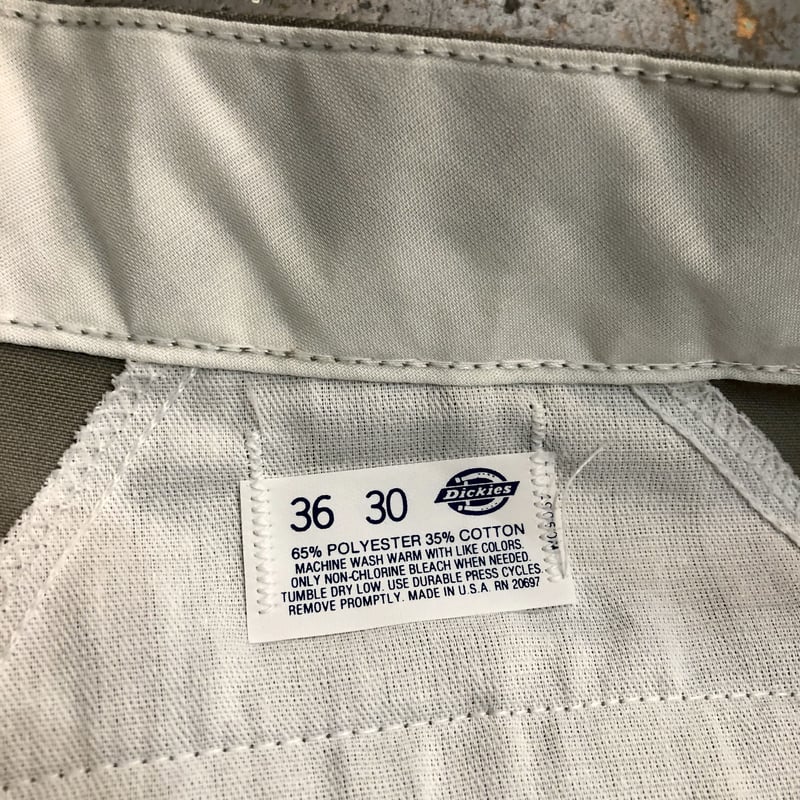 36 30 Dickies
65% POLYESTER 35% COTTON
MACHINE WASH WARM WITH LIKE COLORS.
ONLY NON-CHLORINE BLEACH WHEN NEEDED.
TUMBLE DRY LOW. USE DURABLE PRESS CYCLES.
REMOVE PROMPTLY. MADE IN U.S.A. RN 20697